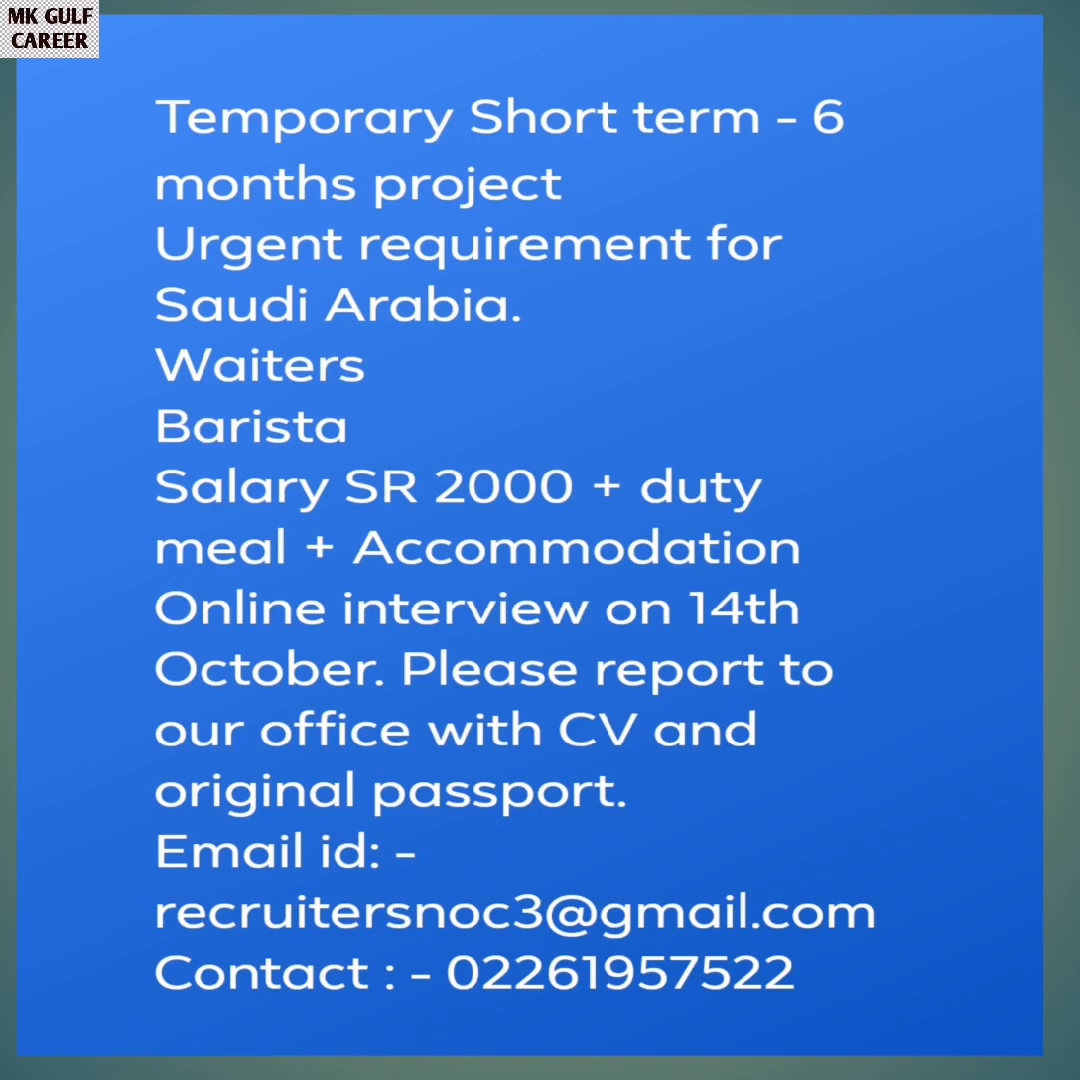 MK GULF
CAREER
Temporary Short term - 6
months project
Urgent requirement for
Saudi Arabia.
Waiters
Barista
Salary SR 2000 + duty
meal + Accommodation
Online interview on 14th
October. Please report to
our office with CV and
original passport.
Email id: -
recruitersnoc3@gmail.com
Contact : - 02261957522